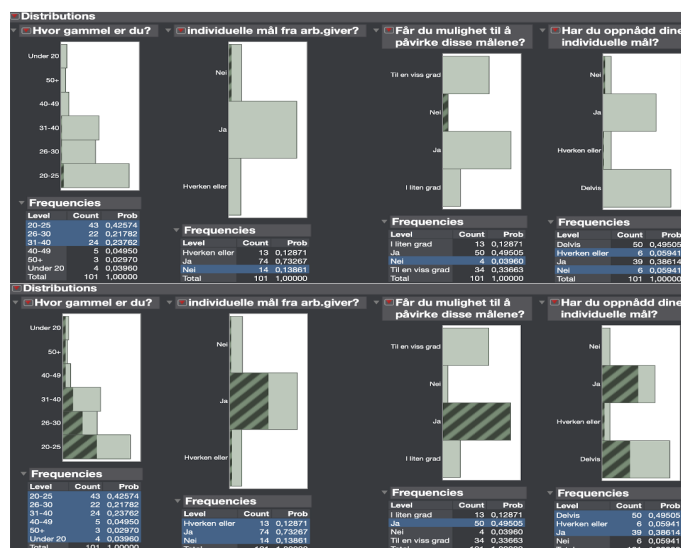 Distributions
Hvor gammel er du?
Under 20
50+
40-49
31-40
26-30
20-25
Frequencies
Level Count Prob
20-25 43 0,42574
26-30 22 0,21782
31-40 24 0,23762
40-49 5 0,04950
50+ 3 0,02970
Under 20 4 0,03960
Total 101 1,00000
individuelle mål fra arb.giver?
Nei
Ja
Hverken eller
Frequencies
Level Count Prob
Hverken eller 13 0,12871
Ja 74 0,73267
Nei 14 0,13861
Total 101 1,00000
Får du mulighet til å
påvirke disse målene?
Til en viss grad
Nei
Ja
I liten grad
Frequencies
Level Count Prob
I liten grad 13 0,12871
Ja 50 0,49505
Nei 4 0,03960
Til en viss grad 34 0,33663
Total 101 1,00000
Har du oppnådd dine
individuelle mål?
Nei
Ja
Hverken eller
Delvis
Frequencies
Level Count Prob
Delvis 50 0,49505
Hverken eller 6 0,05941
Ja 39 0,38614
Nei 6 0,05941
Total 101 1,00000
Distributions
Hvor gammel er du?
Under 20
50+
40-49
31-40
26-30
20-25
Frequencies
Level Count Prob
20-25 43 0,42574
26-30 22 0,21782
31-40 24 0,23762
40-49 5 0,04950
50+ 3 0,02970
Under 20 4 0,03960
Total 101 1,00000
individuelle mål fra arb.giver?
Nei
Ja
Hverken eller
Frequencies
Level Count Prob
Hverken eller 13 0,12871
Ja 74 0,73267
Nei 14 0,13861
Total 101 1,00000
Får du mulighet til å
påvirke disse målene?
Til en viss grad
Nei
Ja
I liten grad
Frequencies
Level Count Prob
I liten grad 13 0,12871
Ja 50 0,49505
Nei 4 0,03960
Til en viss grad 34 0,33663
Total 101 1,00000
Har du oppnådd dine
individuelle mål?
Nei
Ja
Hverken eller
Delvis
Frequencies
Level Count Prob
Delvis 50 0,49505
Hverken eller 6 0,05941
Ja 39 0,38614
Nei 6 0,05941